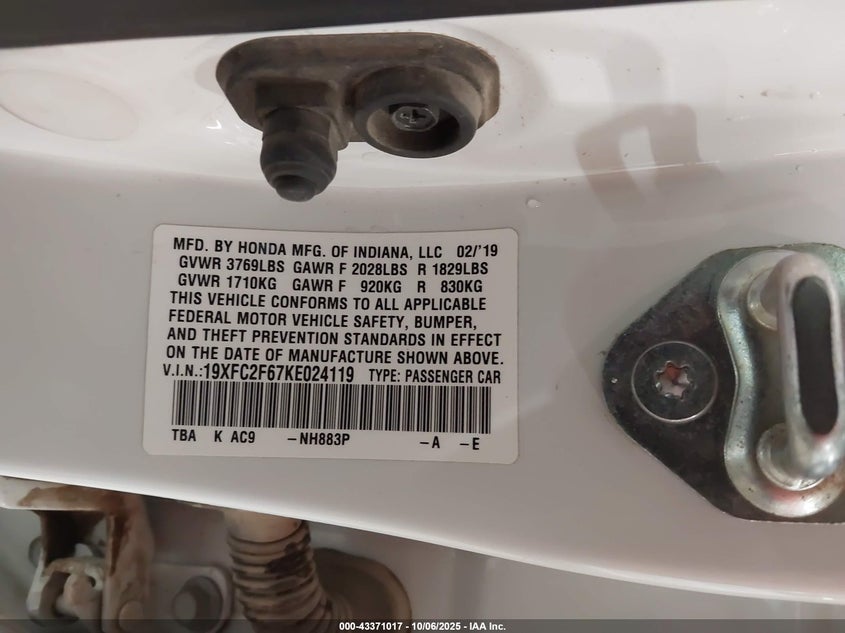 MFD. BY HONDA MFG. OF INDIANA, LLC 02/'19
GVWR 3769LBS GAWR F 2028LBS R 1829LBS
GVWR 1710KG GAWR F 920KG R 830KG
THIS VEHICLE CONFORMS TO ALL APPLICABLE
FEDERAL MOTOR VEHICLE SAFETY, BUMPER,
AND THEFT PREVENTION STANDARDS IN EFFECT
ON THE DATE OF MANUFACTURE SHOWN ABOVE.
V.I.N.:19XFC2F67KE024119 TYPE: PASSENGER CAR
TBA K AC9 -NH883P -A -E
000-43371017 | 10/06/2025 - IAA Inc.